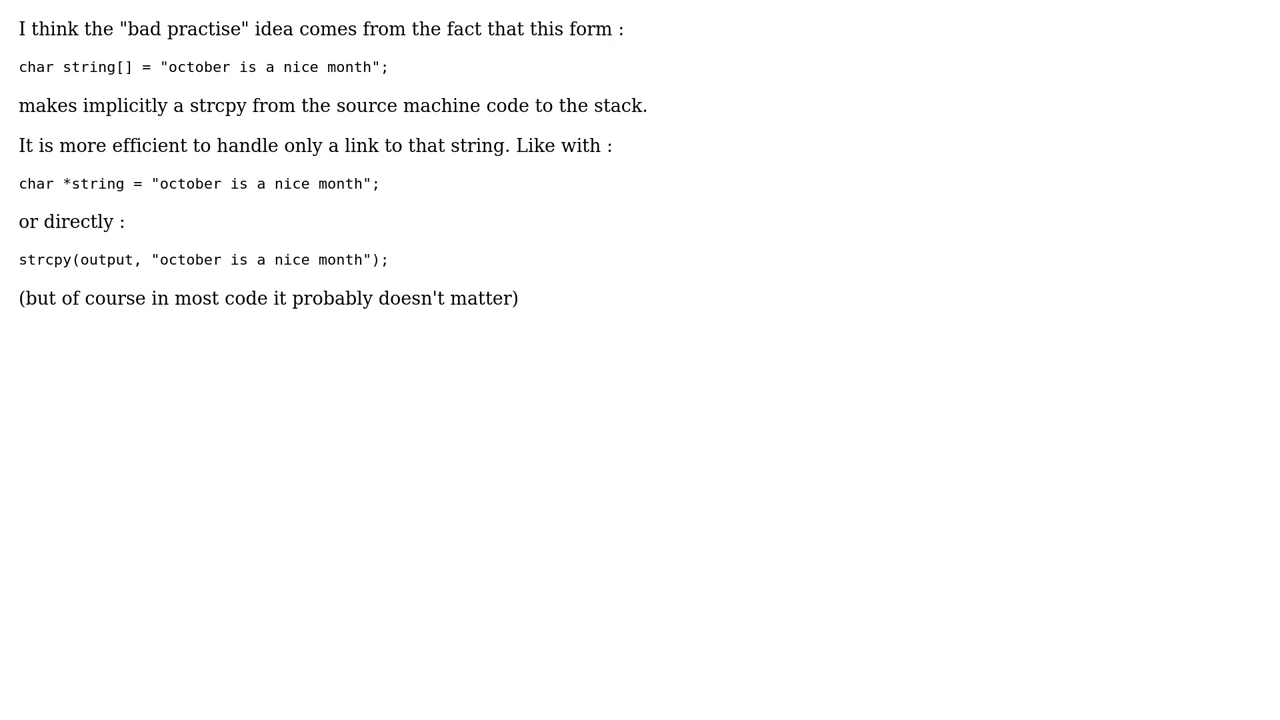 I think the "bad practise" idea comes from the fact that this form :
char string[] = "october is a nice month";
makes implicitly a strcpy from the source machine code to the stack.
It is more efficient to handle only a link to that string. Like with :
char *string = "october is a nice month";
or directly :
strcpy(output, "october is a nice month");
(but of course in most code it probably doesn't matter)